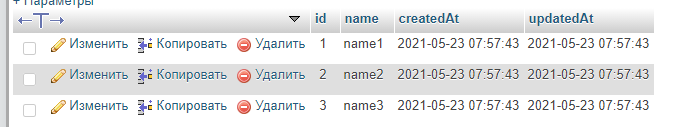 + Параметры
id name createdAt updatedAt
Изменить Копировать Удалить 1 name1 2021-05-23 07:57:43 2021-05-23 07:57:43
Изменить Копировать Удалить 2 name2 2021-05-23 07:57:43 2021-05-23 07:57:43
Изменить Копировать Удалить 3 name3 2021-05-23 07:57:43 2021-05-23 07:57:43